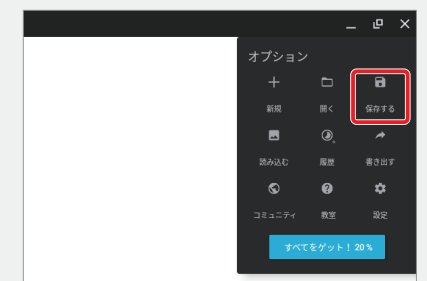 オプション
新規 開く 保存する
読み込む 履歴 書き出す
コミュニティ 教室 設定
すべてをゲット！ 20%